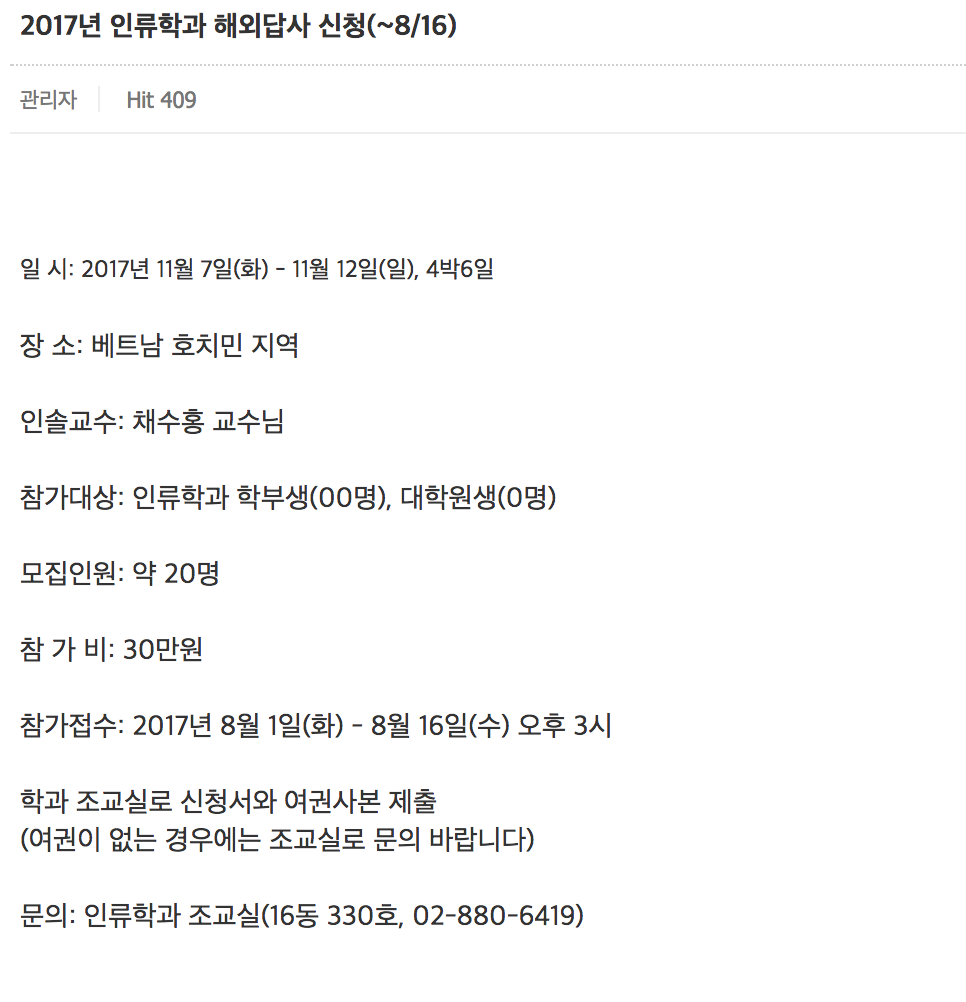 2017년 인류학과 해외답사 신청(~8/16)
관리자 Hit 409
일 시: 2017년 11월 7일(화) - 11월 12일(일), 4박6일
장 소: 베트남 호치민 지역
인솔교수: 채수홍 교수님
참가대상: 인류학과 학부생(00명), 대학원생(0명)
모집인원: 약 20명
참 가 비: 30만원
참가접수: 2017년 8월 1일(화) - 8월 16일(수) 오후 3시
학과 조교실로 신청서와 여권사본 제출
(여권이 없는 경우에는 조교실로 문의 바랍니다)
문의: 인류학과 조교실(16동 330호, 02-880-6419)